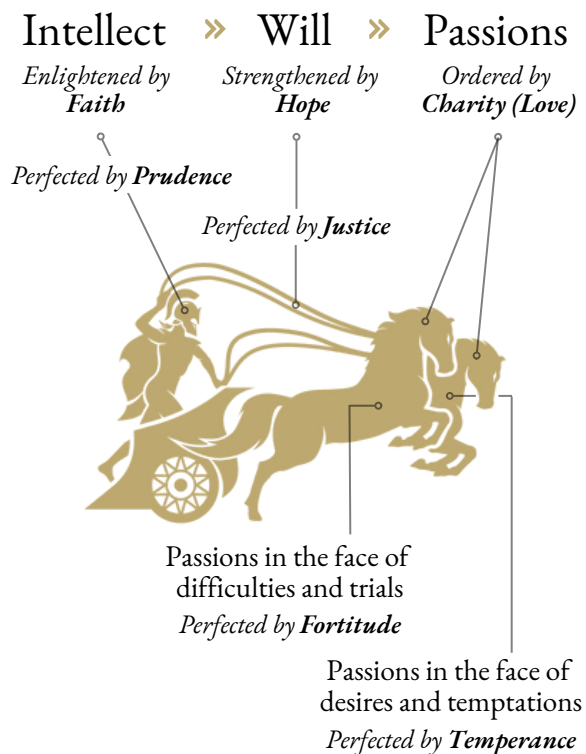 Intellect » Will » Passions
Enlightened by Strengthened by Ordered by
Faith Hope Charity (Love)
Perfected by Prudence
Perfected by Justice
Passions in the face of
difficulties and trials
Perfected by Fortitude
Passions in the face of
desires and temptations
Perfected by Temperance